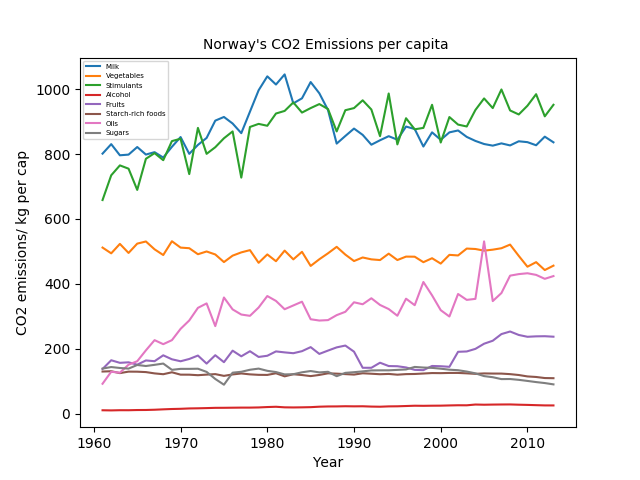 Norway's CO2 Emissions per capita
Milk
Vegetables
Stimulants
Alcohol
Fruits
Starch-rich foods
Oils
Sugars
CO2 emissions/ kg per cap
1000
800
600
400
200
0
1960
1970
1980
1990
2000
2010
Year